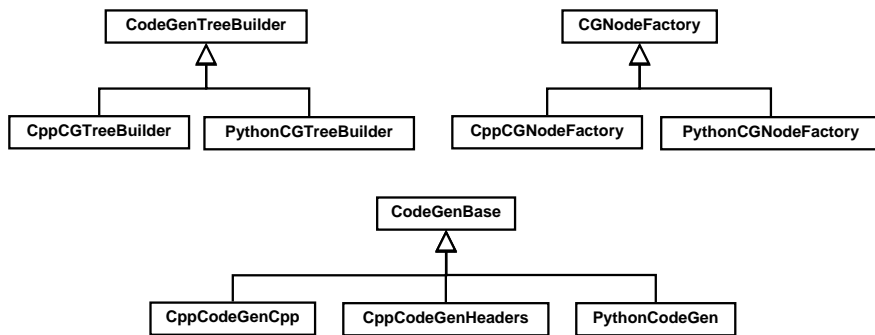 CodeGenTreeBuilder
CGNodeFactory
CppCGTreeBuilder
PythonCGTreeBuilder
CppCGNodeFactory
PythonCGNodeFactory
CodeGenBase
CppCodeGenCpp
CppCodeGenHeaders
PythonCodeGen